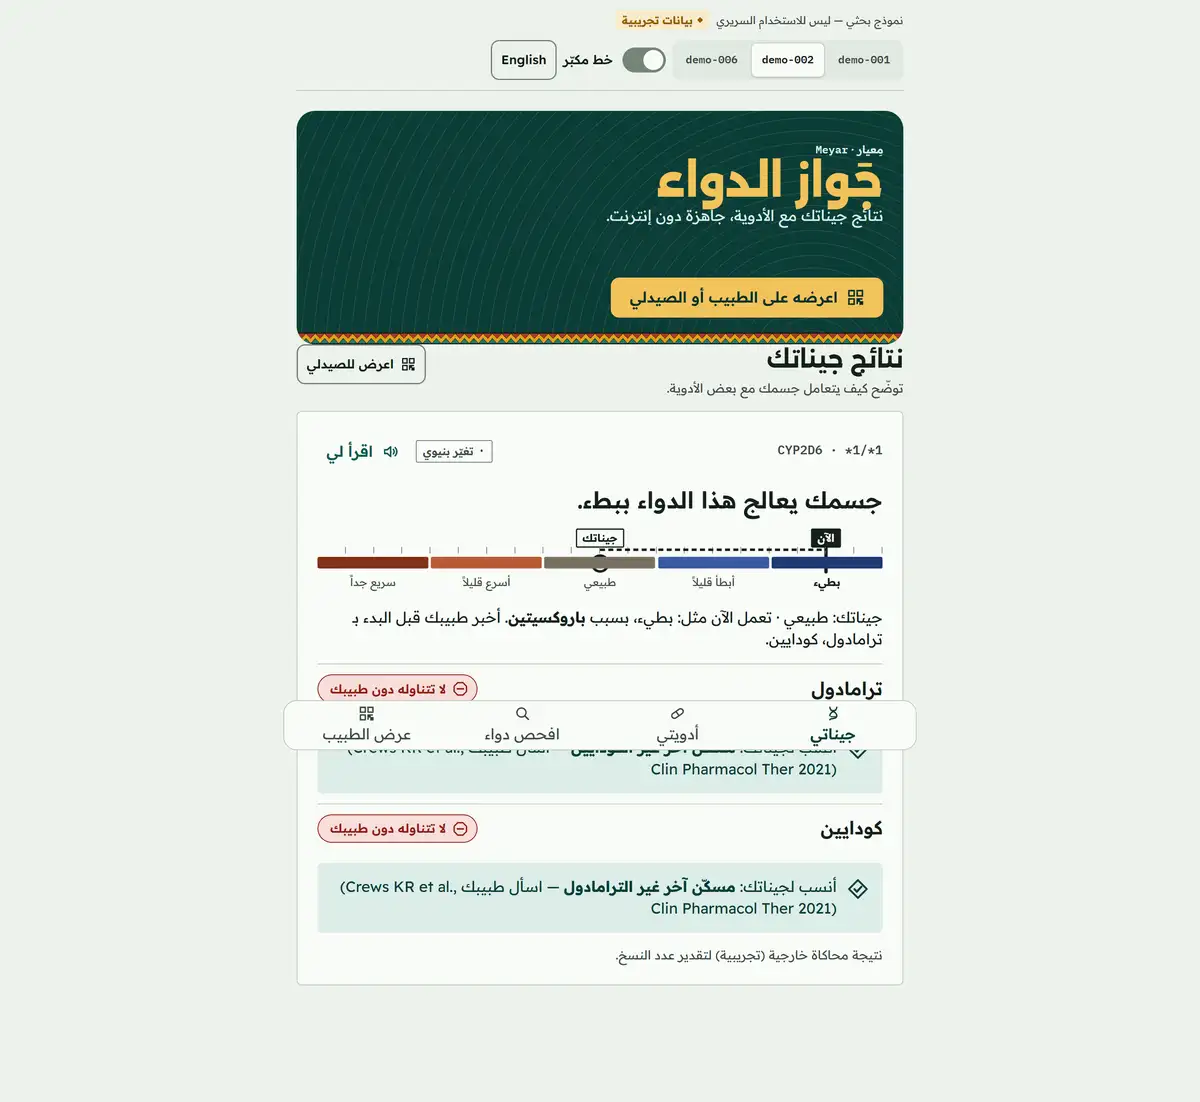 نموذج بحثي — ليس للاستخدام السريري
بيانات تجريبية
demo-001
demo-002
demo-006
خط مكبّر
English
مِعيار · Meyar
جَواز الدواء
نتائج جيناتك مع الأدوية، جاهزة دون إنترنت.
اعرضه على الطبيب أو الصيدلي
نتائج جيناتك
اعرض للصيدلي
توضّح كيف يتعامل جسمك مع بعض الأدوية.
CYP2D6 · *1/*1
· تغيّر بنيوي
اقرأ لي
جسمك يعالج هذا الدواء ببطء.
الآن
جيناتك
بطيء
أبطأ قليلاً
طبيعي
أسرع قليلاً
سريع جداً
جيناتك: طبيعي · تعمل الآن مثل: بطيء، بسبب باروكسيتين. أخبر طبيبك قبل البدء بـ
ترامادول، كودايين.
ترامادول
لا تتناوله دون طبيبك
جيناتي
أدويتي
افحص دواء
عرض الطبيب
Clin Pharmacol Ther 2021)
كودايين
لا تتناوله دون طبيبك
أنسب لجيناتك: مسكّن آخر غير الترامادول — اسأل طبيبك (Crews KR et al.,
Clin Pharmacol Ther 2021)
نتيجة محاكاة خارجية (تجريبية) لتقدير عدد النسخ.